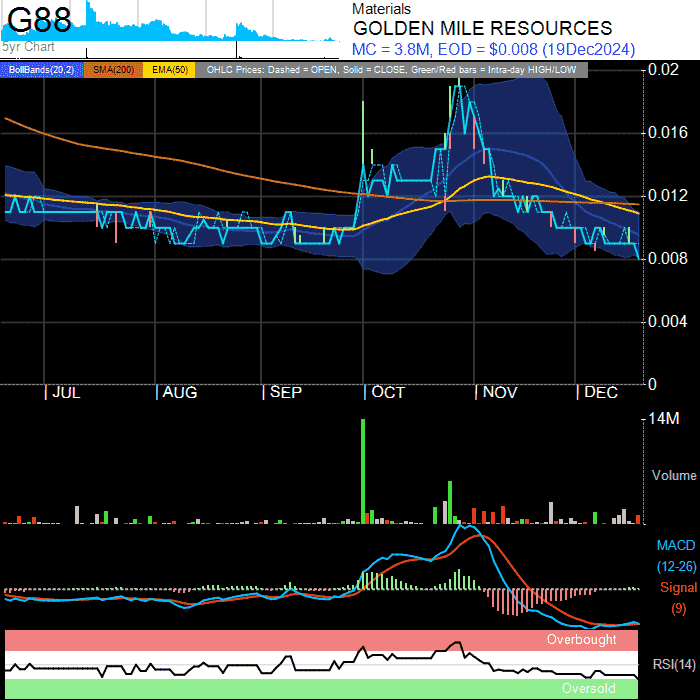 G88
5yr Chart
Materials
GOLDEN MILE RESOURCES
MC = 3.8M, EOD = $0.008 (19Dec2024)
BollBands(20,2) SMA(200) EMA(50) OHLC Prices: Dashed = OPEN, Solid = CLOSE, Green/Red bars = Intra-day HIGH/LOW
0.02
0.016
0.012
0.008
0.004
0
| JUL | AUG | SEP | OCT | NOV | DEC
14M
Volume
MACD
(12-26)
Signal
(9)
Overbought
RSI(14)
Oversold